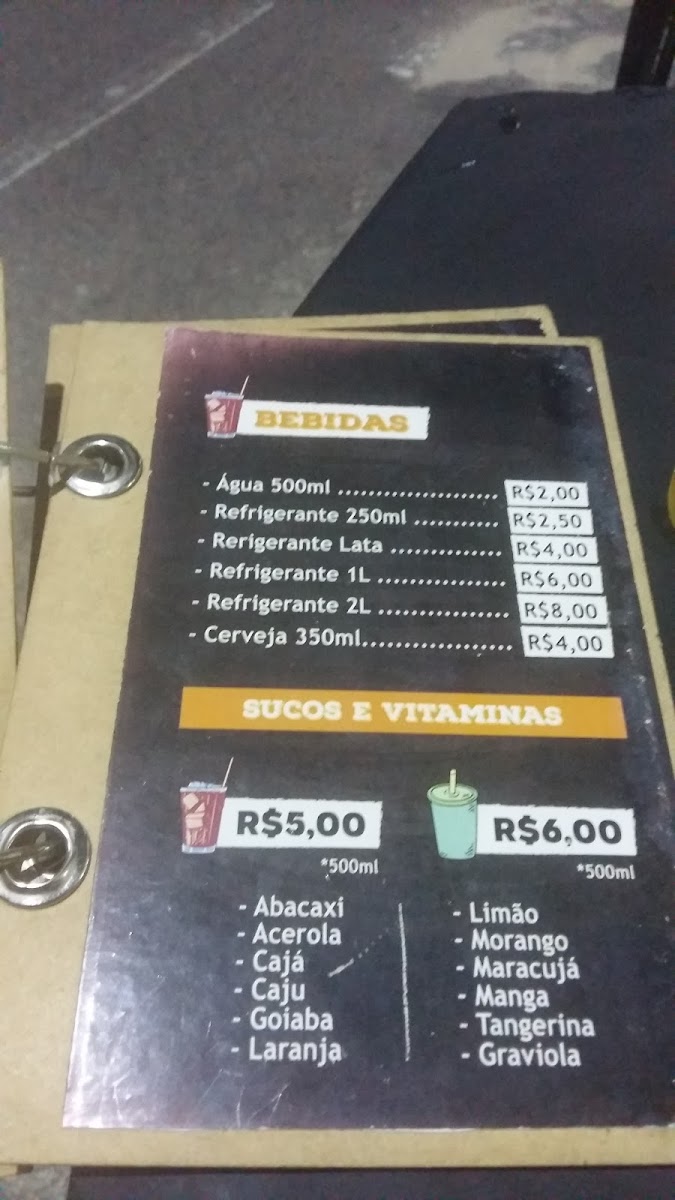 BEBIDAS
- Água 500ml ..................... R$2,00
- Refrigerante 250ml ........... R$2,50
- Rerigerante Lata ............... R$4,00
- Refrigerante 1L ................. R$6,00
- Refrigerante 2L ................. R$8,00
- Cerveja 350ml.................... R$4,00
SUCOS E VITAMINAS
R$5,00
*500ml
- Abacaxi
- Acerola
- Cajá
- Caju
- Goiaba
- Laranja
R$6,00
*500ml
- Limão
- Morango
- Maracujá
- Manga
- Tangerina
- Graviola